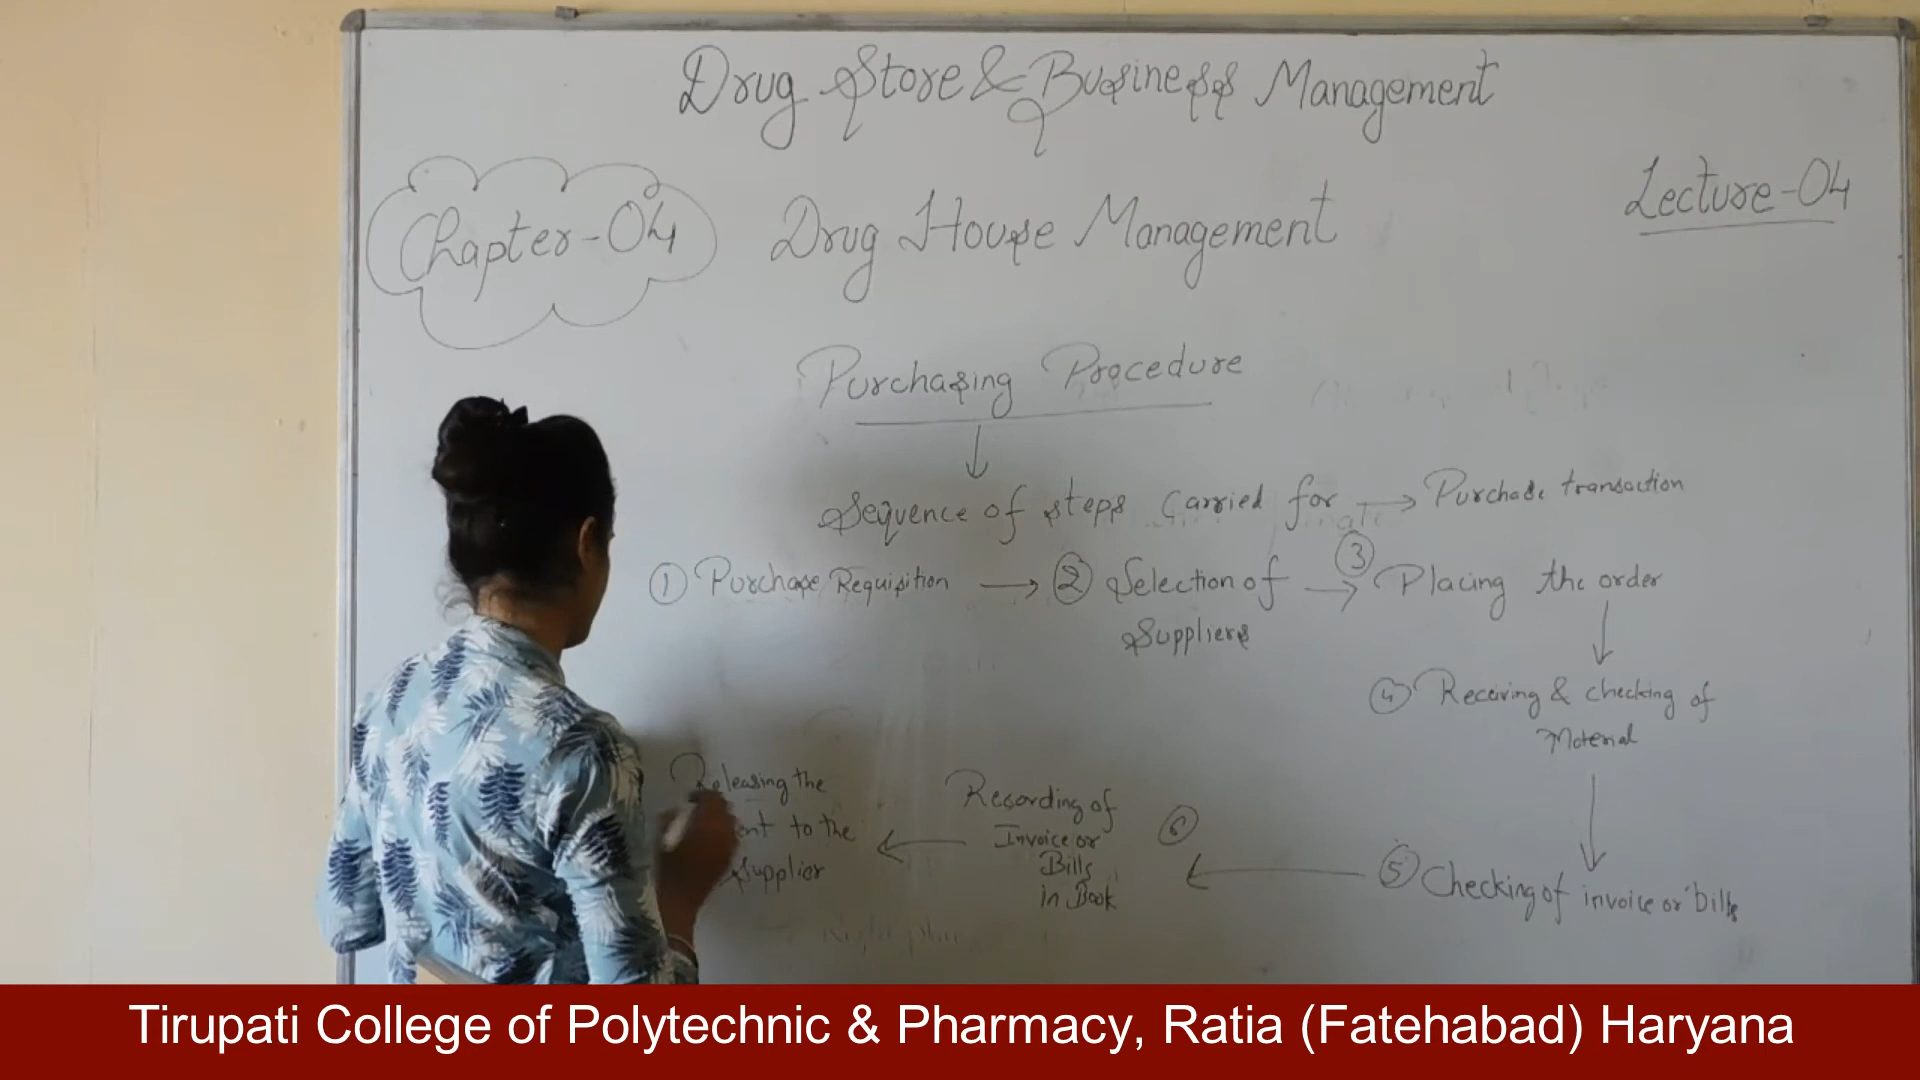 Drug Store & Business Management
Lecture-04
Chapter-04
Drug House Management
Purchasing Procedure
Sequence of steps carried for → Purchase transaction
① Purchase Requisition → ② Selection of Suppliers → ③ Placing the order
④ Receiving & checking of
Material
⑤ Checking of invoice or bills
⑥
Recording of
Invoice or
Bills
in Book
Releasing the
to the
Supplier
Tirupati College of Polytechnic & Pharmacy, Ratia (Fatehabad) Haryana